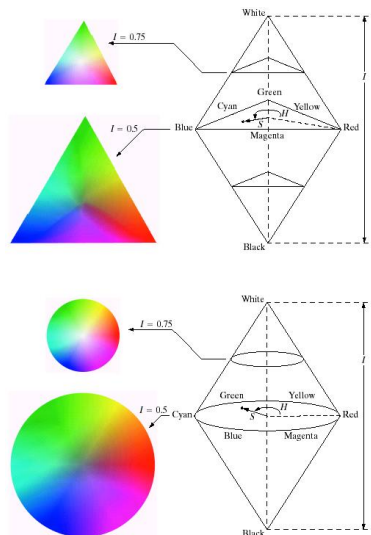 White
I = 0.75
I
Green
Cyan
Yellow
H
I = 0.5
S
Blue
Red
Magenta
Black
White
I = 0.75
I
Green
Yellow
I = 0.5
H
Cyan
S
Red
Blue
Magenta
Black